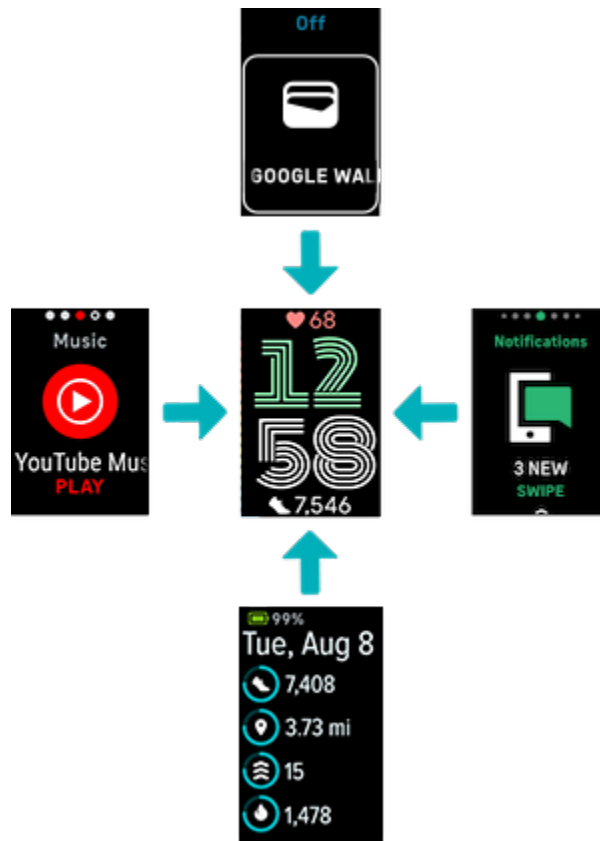 Off
GOOGLE WAL
Music
YouTube Mus
PLAY
68
12
58
7,546
Notifications
3 NEW
SWIPE
99%
Tue, Aug 8
7,408
3.73 mi
15
1,478